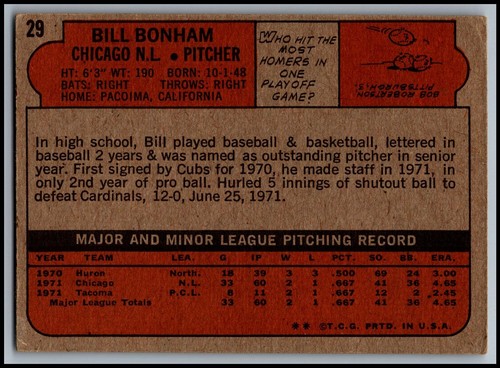 29
BILL BONHAM
CHICAGO N.L. • PITCHER
HT: 6'3" WT: 190 BORN: 10-1-48
BATS: RIGHT THROWS: RIGHT
HOME: PACOIMA, CALIFORNIA
WHO HIT THE
MOST
HOMERS IN
ONE
PLAYOFF
GAME?
BOB ROBERTSON
PITTSBURGH, 3.
In high school, Bill played baseball & basketball, lettered in
baseball 2 years & was named as outstanding pitcher in senior
year. First signed by Cubs for 1970, he made staff in 1971, in
in only 2nd year of pro ball. Hurled 5 innings of shutout ball to
defeat Cardinals, 12-0, June 25, 1971.
MAJOR AND MINOR LEAGUE PITCHING RECORD
YEAR TEAM LEA. G IP W L PCT. SO BB. ERA.
1970 Huron North. 18 39 3 3 .500 69 24 3.00
1971 Chicago N.L. 33 60 2 1 .667 41 36 4.65
1971 Tacoma P.C.L. 8 11 2 1 .667 12 2 2.45
Major League Totals 33 60 2 1 .667 41 36 4.65
** ©T.C.G. PRTD. IN U.S.A.